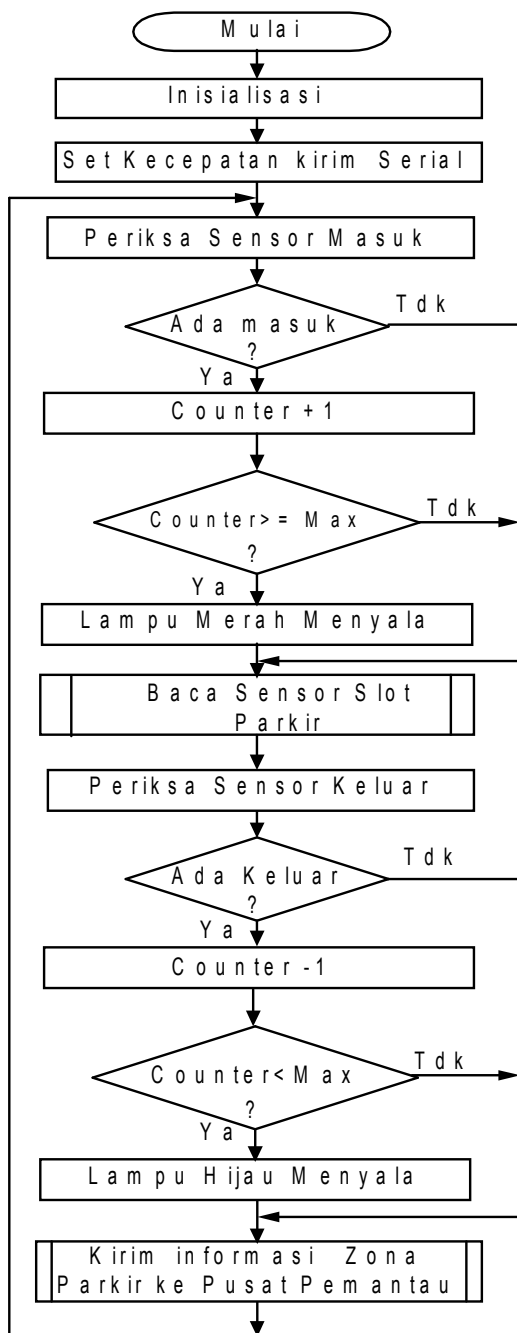 Mulai
Inisialisasi
Set Kecepatan kirim Serial
Periksa Sensor Masuk
Tdk
Ada masuk
?
Ya
Counter +1
Tdk
Counter>= Max
?
Ya
Lampu Merah Menyala
Baca Sensor Slot
Parkir
Periksa Sensor Keluar
Tdk
Ada Keluar
?
Ya
Counter -1
Tdk
Counter< Max
?
Ya
Lampu Hijau Menyala
Kirim informasi Zona
Parkir ke Pusat Pemantau